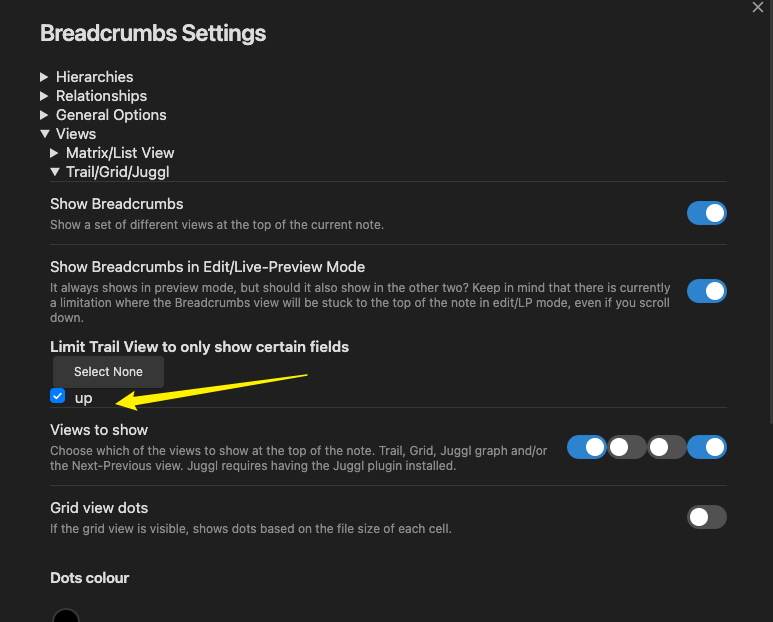 Breadcrumbs Settings
Hierarchies
Relationships
General Options
Views
Matrix/List View
Trail/Grid/Juggl
Show Breadcrumbs
Show a set of different views at the top of the current note.
Show Breadcrumbs in Edit/Live-Preview Mode
It always shows in preview mode, but should it also show in the other two? Keep in mind that there is currently
a limitation where the Breadcrumbs view will be stuck to the top of the note in edit/LP mode, even if you scroll
down.
Limit Trail View to only show certain fields
Select None
up
Views to show
Choose which of the views to show at the top of the note. Trail, Grid, Juggl graph and/or
the Next-Previous view. Juggl requires having the Juggl plugin installed.
Grid view dots
If the grid view is visible, shows dots based on the file size of each cell.
Dots colour